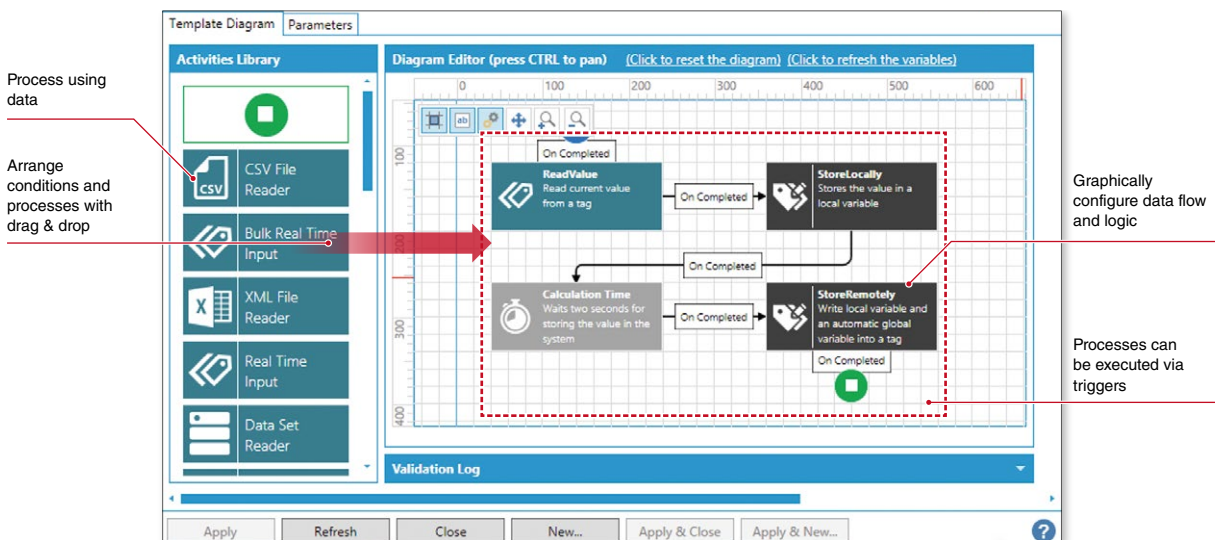 Template Diagram
Parameters
Activities Library
CSV File
Reader
csv
Bulk Real Time
Input
XML File
Reader
X
Real Time
Input
Data Set
Reader
Diagram Editor (press CTRL to pan)
(Click to reset the diagram)
(Click to refresh the variables)
0
100
200
300
400
500
600
100
200
300
400
ab
On Completed
ReadValue
Read current value
from a tag
On Completed
StoreLocally
Stores the value in a
local variable
On Completed
Calculation Time
Waits two seconds for
storing the value in the
system
On Completed
StoreRemotely
Write local variable and
an automatic global
variable into a tag
On Completed
Validation Log
Apply
Refresh
Close
New...
Apply & Close
Apply & New...
?
Process using
data
Arrange
conditions and
processes with
drag & drop
Graphically
configure data flow
and logic
Processes can
be executed via
triggers